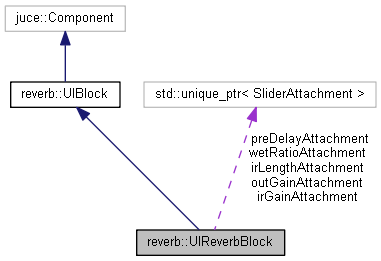 juce::Component
reverb::UIBlock
std::unique_ptr< SliderAttachment >
preDelayAttachment
wetRatioAttachment
irLengthAttachment
outGainAttachment
irGainAttachment
reverb::UIReverbBlock